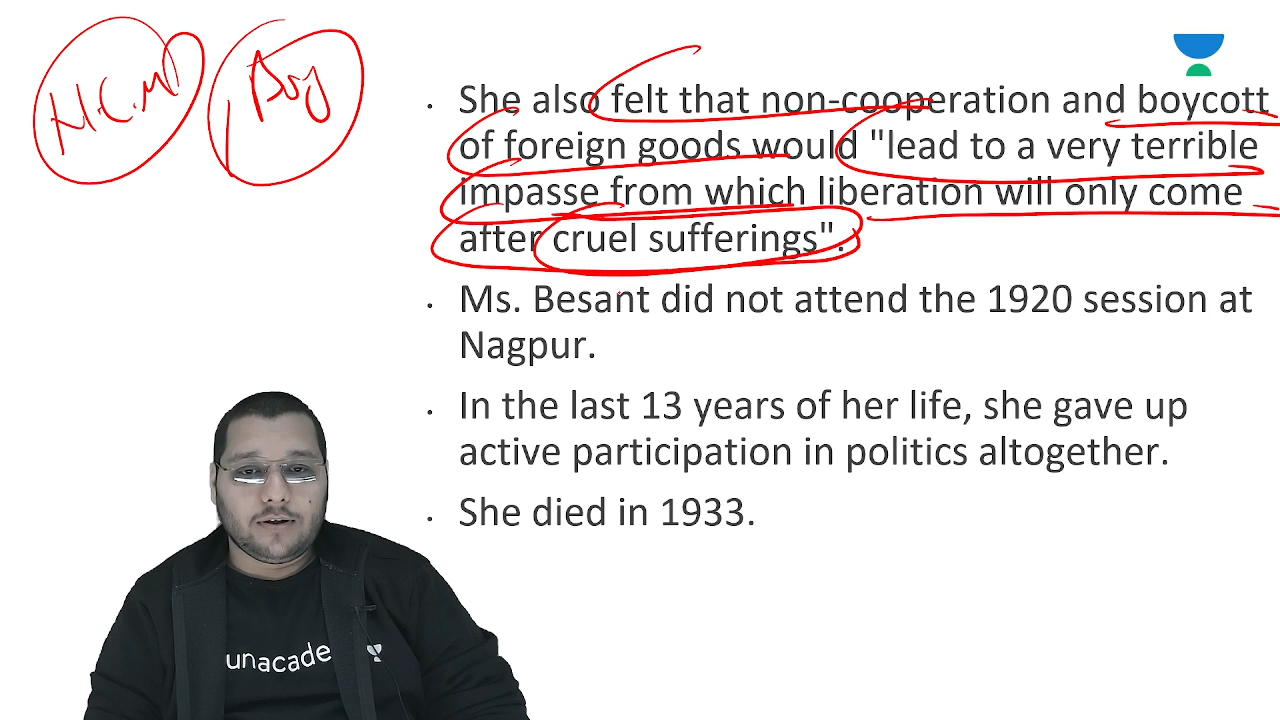 N.C.M
Boy
• She also felt that non-cooperation and boycott
of foreign goods would "lead to a very terrible
impasse from which liberation will only come
after cruel sufferings".
• Ms. Besant did not attend the 1920 session at
Nagpur.
• In the last 13 years of her life, she gave up
active participation in politics altogether.
• She died in 1933.
unacade